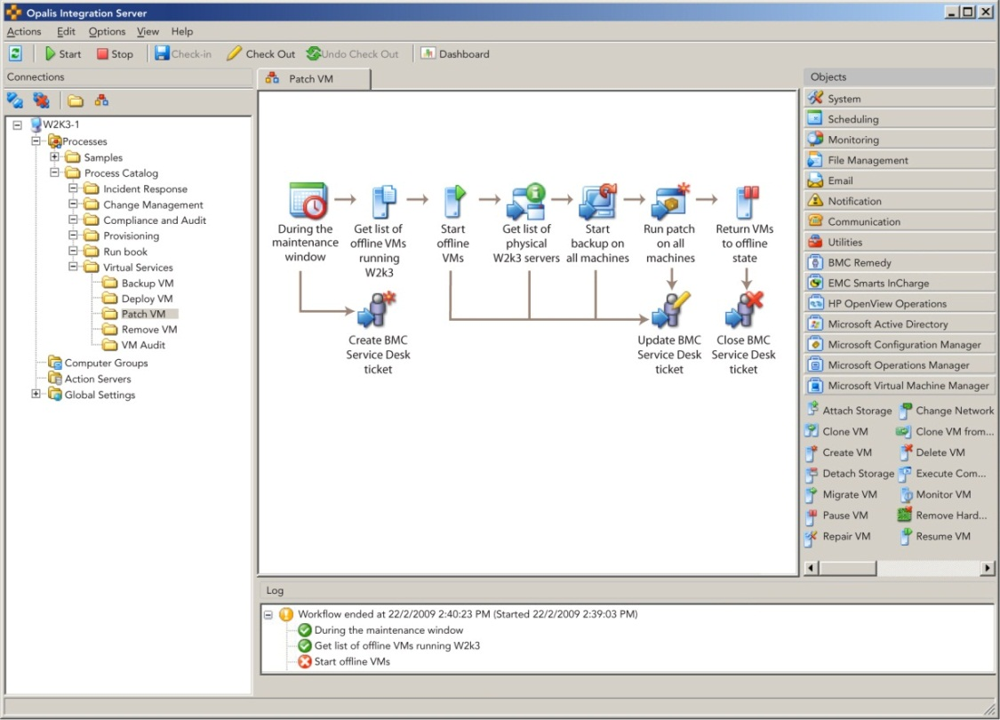 Opalis Integration Server
Actions Edit Options View Help
Start Stop Check-in Check Out Undo Check Out Dashboard
Connections
W2K3-1
Processes
Samples
Process Catalog
Incident Response
Change Management
Compliance and Audit
Provisioning
Run book
Virtual Services
Backup VM
Deploy VM
Patch VM
Remove VM
VM Audit
Computer Groups
Action Servers
Global Settings
Patch VM
During the
maintenance
window
Get list of
offline VMs
running
W2k3
Start
offline
VMs
Get list of
physical
W2k3 servers
Start
backup on
all machines
Run patch
on all
machines
Return VMs
to offline
state
Create BMC
Service Desk
ticket
Update BMC
Service Desk
ticket
Close BMC
Service Desk
ticket
Objects
System
Scheduling
Monitoring
File Management
Email
Notification
Communication
Utilities
BMC Remedy
EMC Smarts InCharge
HP OpenView Operations
Microsoft Active Directory
Microsoft Configuration Manager
Microsoft Operations Manager
Microsoft Virtual Machine Manager
Attach Storage Change Network
Clone VM Clone VM from...
Create VM Delete VM
Detach Storage Execute Com...
Migrate VM Monitor VM
Pause VM Remove Hard...
Repair VM Resume VM
Log
Workflow ended at 22/2/2009 2:40:23 PM (Started 22/2/2009 2:39:03 PM)
During the maintenance window
Get list of offline VMs running W2k3
Start offline VMs